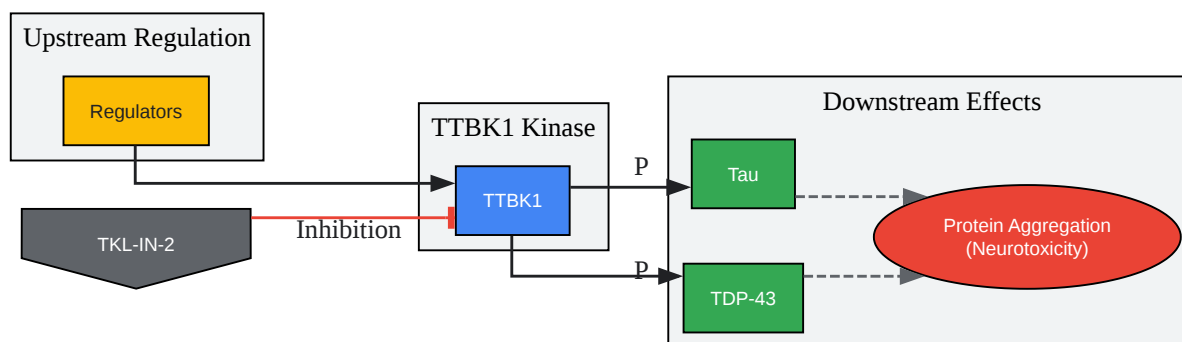 Upstream Regulation
Regulators
TKL-IN-2
Inhibition
TTBK1 Kinase
TTBK1
P
P
Downstream Effects
Tau
TDP-43
Protein Aggregation
(Neurotoxicity)